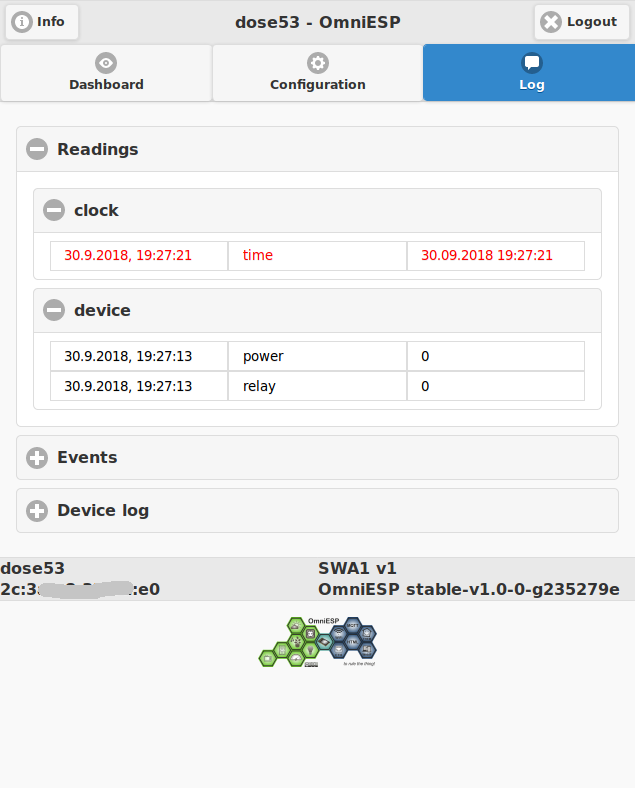 Info
dose53 - OmniESP
Logout
Dashboard
Configuration
Log
Readings
clock
30.9.2018, 19:27:21 time 30.09.2018 19:27:21
device
30.9.2018, 19:27:13 power 0
30.9.2018, 19:27:13 relay 0
Events
Device log
dose53 SWA1 v1
2c:3 :e0 OmniESP stable-v1.0-0-g235279e
OmniESP
to rule the thing!